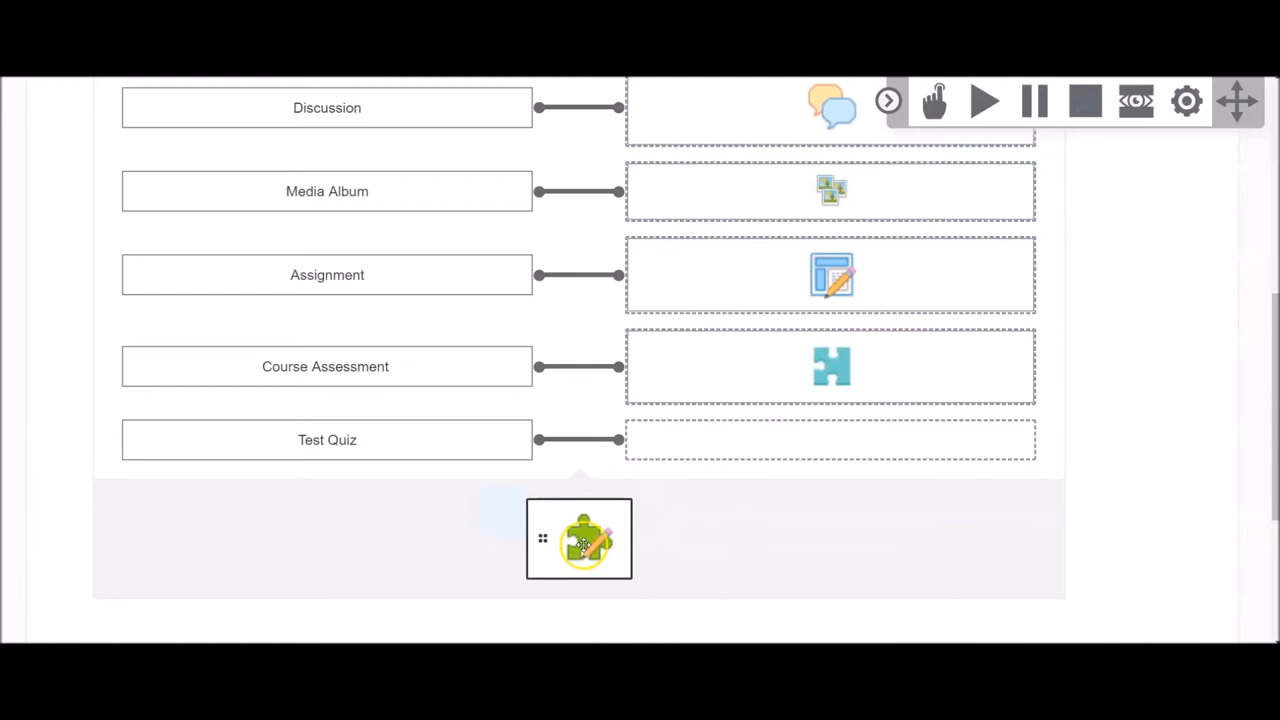 Discussion
Media Album
Assignment
Course Assessment
Test Quiz